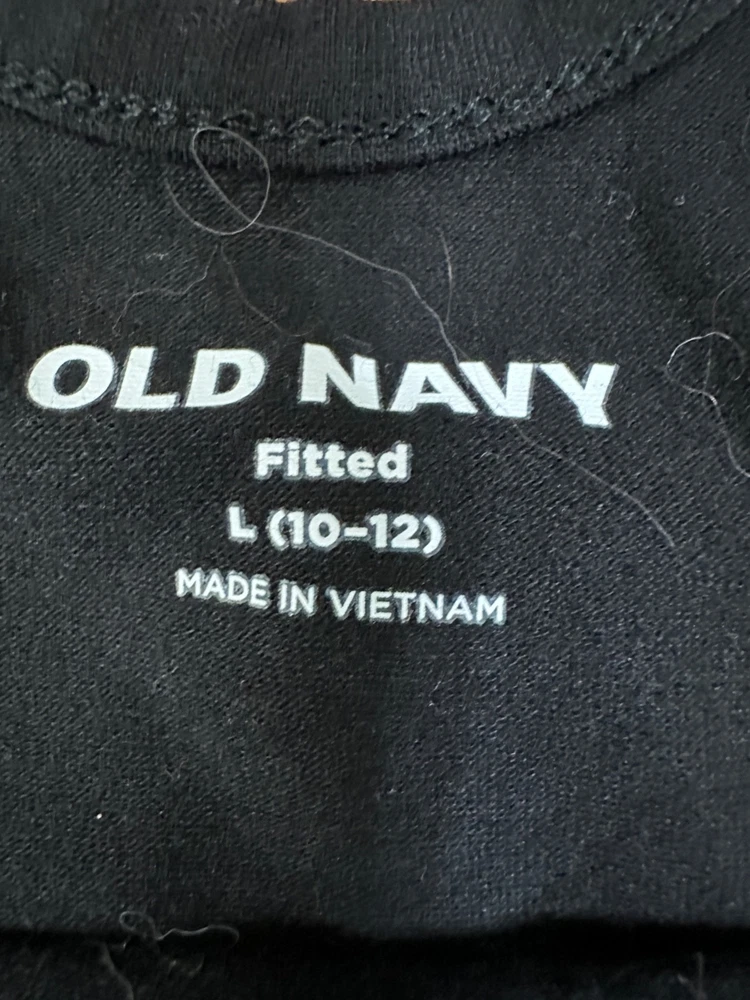 OLD NAVY
Fitted
L (10-12)
MADE IN VIETNAM